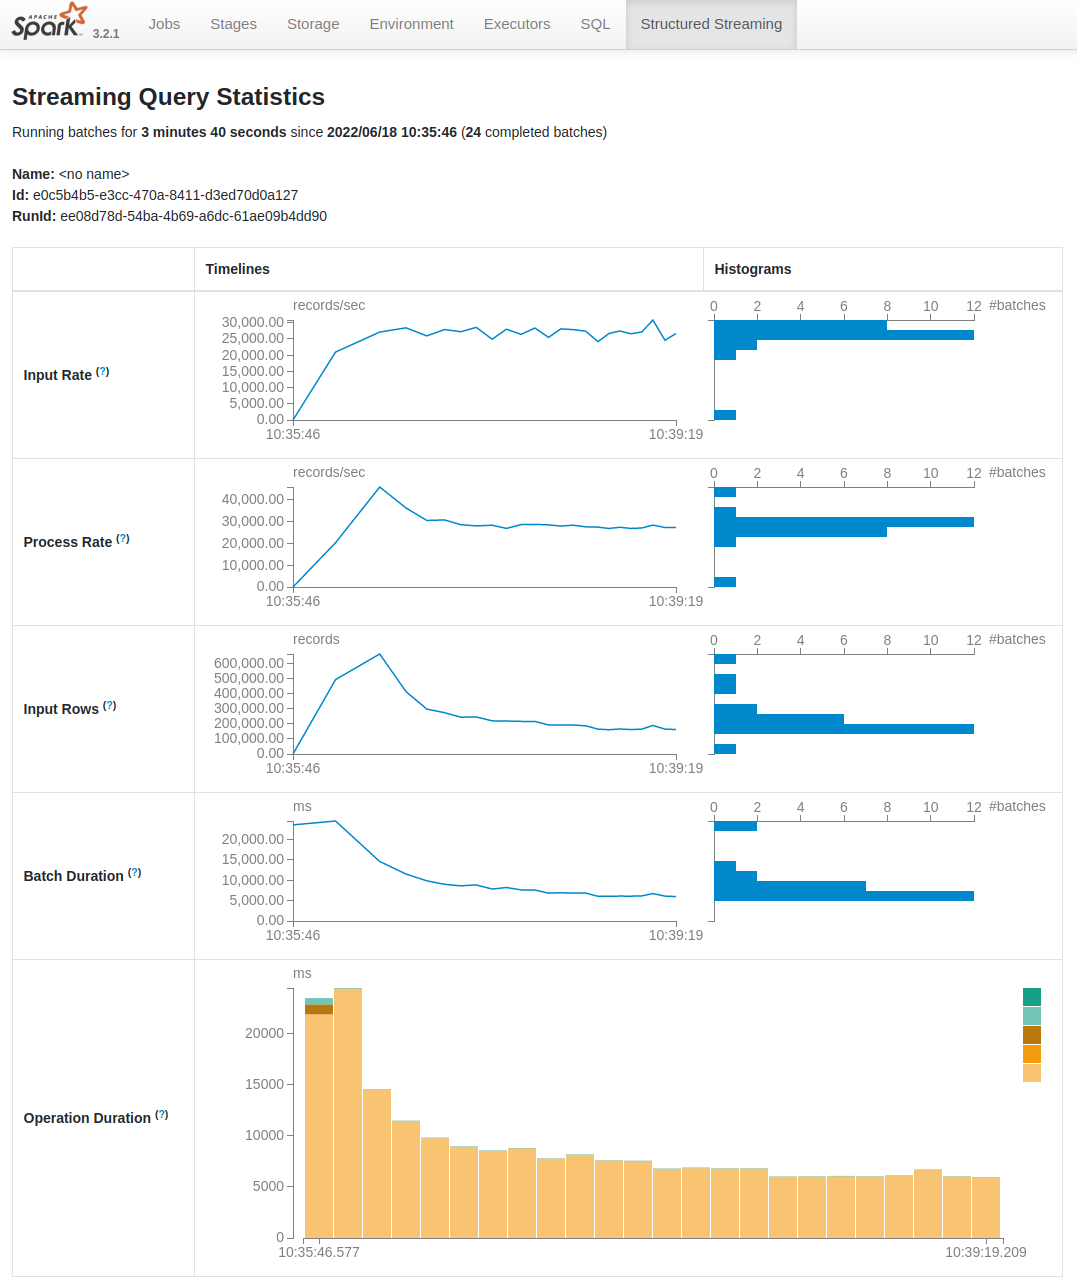 APACHE
Spark 3.2.1 Jobs Stages Storage Environment Executors SQL Structured Streaming
Streaming Query Statistics
Running batches for 3 minutes 40 seconds since 2022/06/18 10:35:46 (24 completed batches)
Name: <no name>
Id: e0c5b4b5-e3cc-470a-8411-d3ed70d0a127
RunId: ee08d78d-54ba-4b69-a6dc-61ae09b4dd90
Timelines Histograms
Input Rate (?)
records/sec
30,000.00
25,000.00
20,000.00
15,000.00
10,000.00
5,000.00
0.00
10:35:46 10:39:19
0 2 4 6 8 10 12 #batches
Process Rate (?)
records/sec
40,000.00
30,000.00
20,000.00
10,000.00
0.00
10:35:46 10:39:19
0 2 4 6 8 10 12 #batches
Input Rows (?)
records
600,000.00
500,000.00
400,000.00
300,000.00
200,000.00
100,000.00
0.00
10:35:46 10:39:19
0 2 4 6 8 10 12 #batches
Batch Duration (?)
ms
20,000.00
15,000.00
10,000.00
5,000.00
0.00
10:35:46 10:39:19
0 2 4 6 8 10 12 #batches
Operation Duration (?)
ms
20000
15000
10000
5000
0
10:35:46.577 10:39:19.209